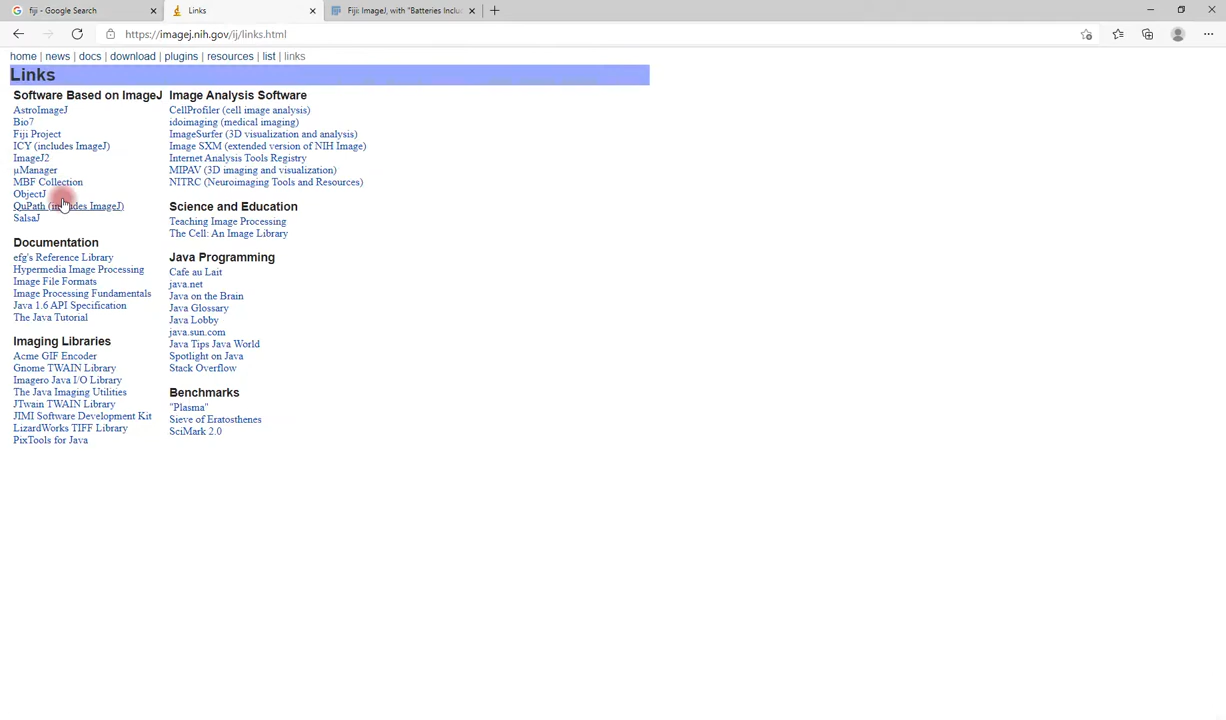 fiji - Google Search
Links
Fiji: ImageJ, with "Batteries Inclu
https://imagej.nih.gov/ij/links.html
home | news | docs | download | plugins | resources | list | links
Links
Software Based on ImageJ
AstroImageJ
Bio7
Fiji Project
ICY (includes ImageJ)
ImageJ2
µManager
MBF Collection
ObjectJ
QuPath (includes ImageJ)
SalsaJ
Documentation
efg's Reference Library
Hypermedia Image Processing
Image File Formats
Image Processing Fundamentals
Java 1.6 API Specification
The Java Tutorial
Imaging Libraries
Acme GIF Encoder
Gnome TWAIN Library
Imagero Java I/O Library
The Java Imaging Utilities
JTwain TWAIN Library
JIMI Software Development Kit
LizardWorks TIFF Library
PixTools for Java
Image Analysis Software
CellProfiler (cell image analysis)
idoimaging (medical imaging)
ImageSurfer (3D visualization and analysis)
Image SXM (extended version of NIH Image)
Internet Analysis Tools Registry
MIPAV (3D imaging and visualization)
NITRC (Neuroimaging Tools and Resources)
Science and Education
Teaching Image Processing
The Cell: An Image Library
Java Programming
Cafe au Lait
java.net
Java on the Brain
Java Glossary
Java Lobby
java.sun.com
Java Tips Java World
Spotlight on Java
Stack Overflow
Benchmarks
"Plasma"
Sieve of Eratosthenes
SciMark 2.0